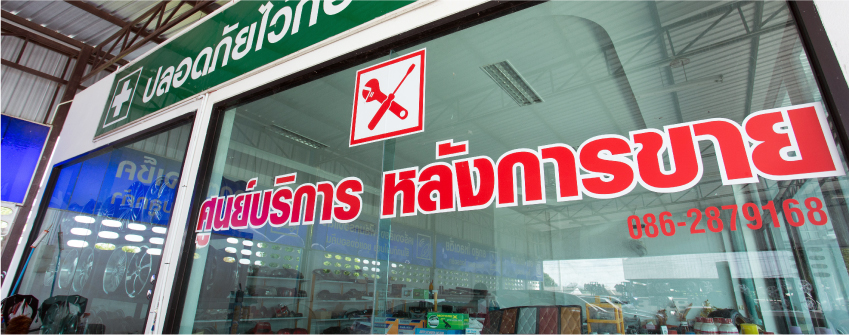 ปลอดภัยไว้ก่อ
ศูนย์บริการ หลังการขาย
086-2879168